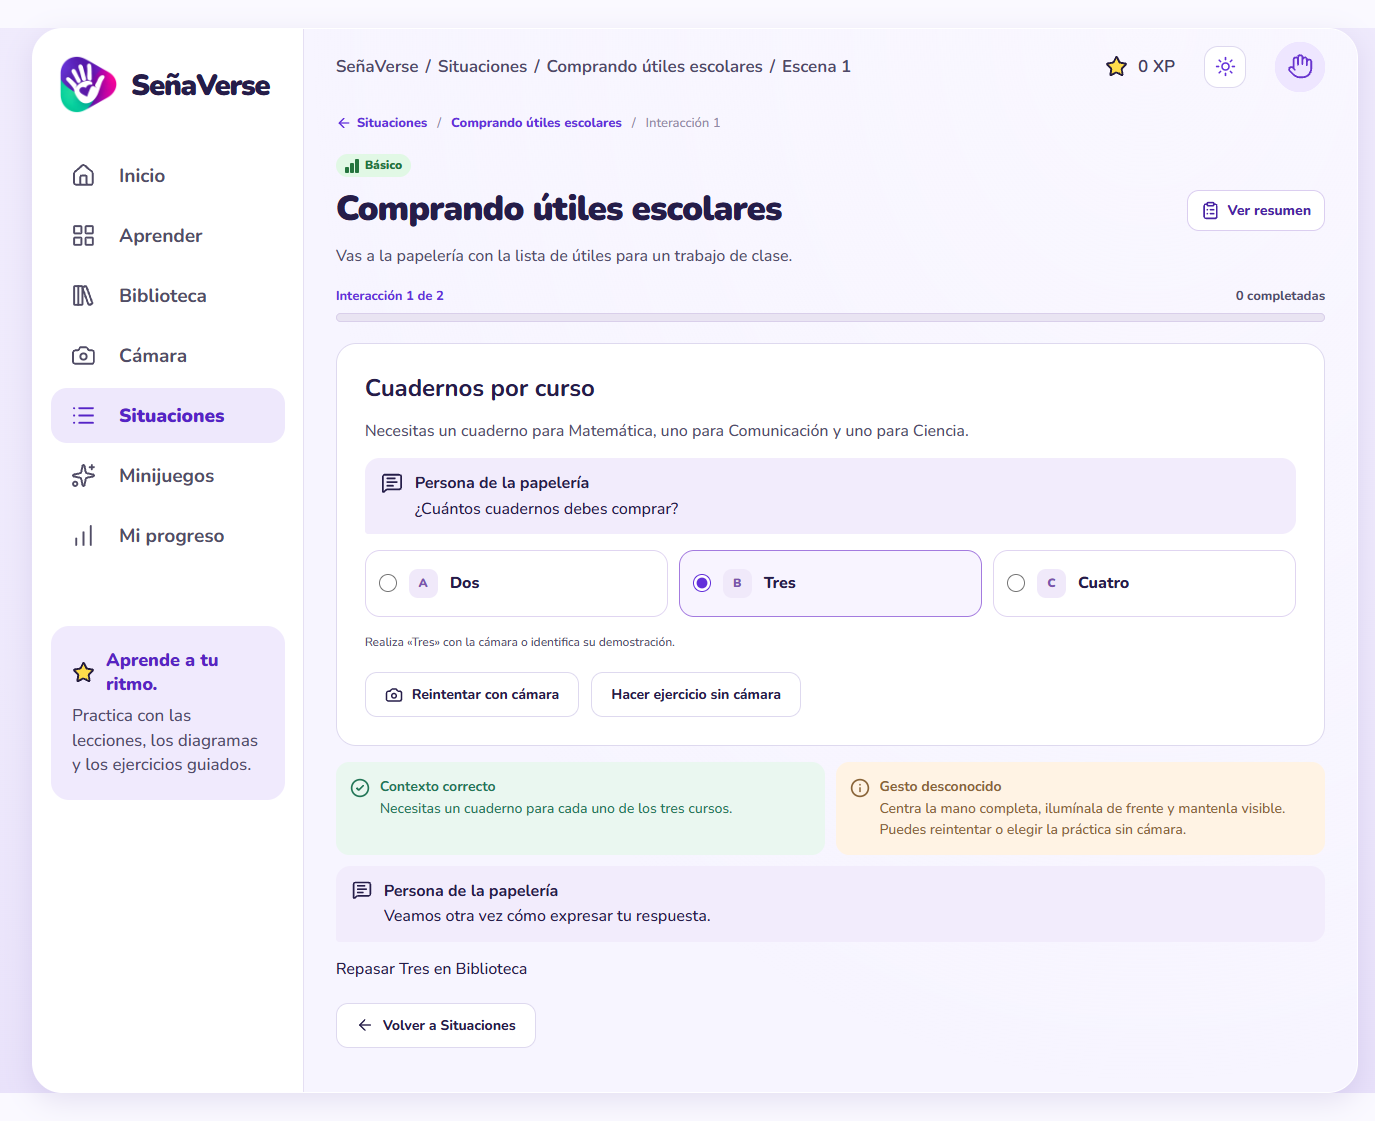 SeñaVerse
Inicio
Aprender
Biblioteca
Cámara
Situaciones
Minijuegos
Mi progreso
Aprende a tu
ritmo.
Practica con las
lecciones, los diagramas
y los ejercicios guiados.
SeñaVerse / Situaciones / Comprando útiles escolares / Escena 1
0 XP
Situaciones / Comprando útiles escolares / Interacción 1
Básico
Comprando útiles escolares
Ver resumen
Vas a la papelería con la lista de útiles para un trabajo de clase.
Interacción 1 de 2
0 completadas
Cuadernos por curso
Necesitas un cuaderno para Matemática, uno para Comunicación y uno para Ciencia.
Persona de la papelería
¿Cuántos cuadernos debes comprar?
A Dos
B Tres
C Cuatro
Realiza «Tres» con la cámara o identifica su demostración.
Reintentar con cámara
Hacer ejercicio sin cámara
Contexto correcto
Necesitas un cuaderno para cada uno de los tres cursos.
Gesto desconocido
Centra la mano completa, ilumínala de frente y mantenla visible.
Puedes reintentar o elegir la práctica sin cámara.
Persona de la papelería
Veamos otra vez cómo expresar tu respuesta.
Repasar Tres en Biblioteca
Volver a Situaciones